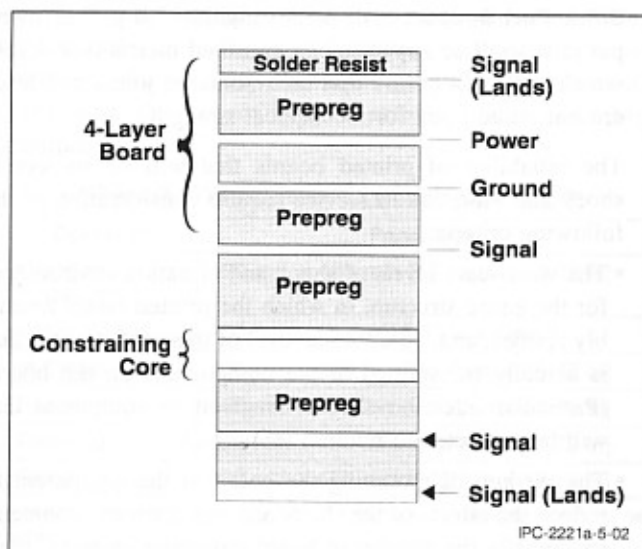 Solder Resist
Signal
(Lands)
Prepreg
4-Layer
Board
Power
Ground
Prepreg
Signal
Prepreg
Constraining
Core
Prepreg
Signal
Signal (Lands)
IPC-2221a-5-02